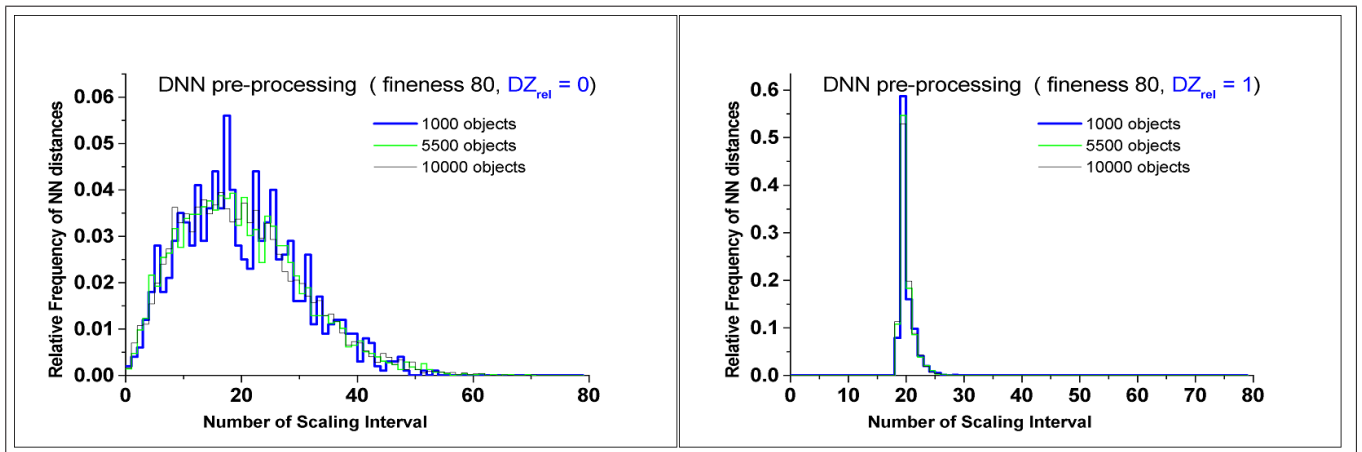 DNN pre-processing ( fineness 80, DZrel = 0)
1000 objects
5500 objects
10000 objects
Relative Frequency of NN distances
0.06
0.05
0.04
0.03
0.02
0.01
0.00
0 20 40 60 80
Number of Scaling Interval
DNN pre-processing ( fineness 80, DZrel = 1)
1000 objects
5500 objects
10000 objects
Relative Frequency of NN distances
0.6
0.5
0.4
0.3
0.2
0.1
0.0
0 10 20 30 40 50 60 70 80
Number of Scaling Interval